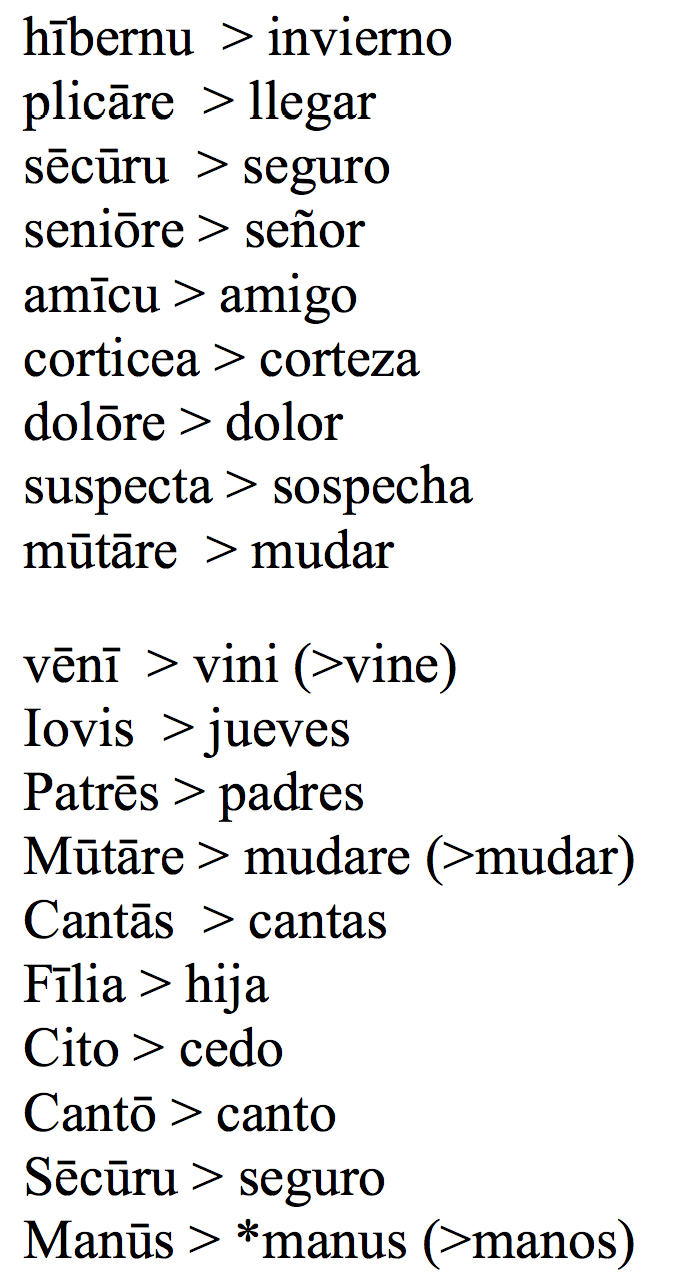 hībernu > invierno
plicāre > llegar
sēcūru > seguro
seniōre > señor
amīcu > amigo
corticea > corteza
dolōre > dolor
suspecta > sospecha
mūtāre > mudar
vēnī > vini (>vine)
Iovis > jueves
Patrēs > padres
Mūtāre > mudare (>mudar)
Cantās > cantas
Fīlia > hija
Cito > cedo
Cantō > canto
Sēcūru > seguro
Manūs > *manus (>manos)